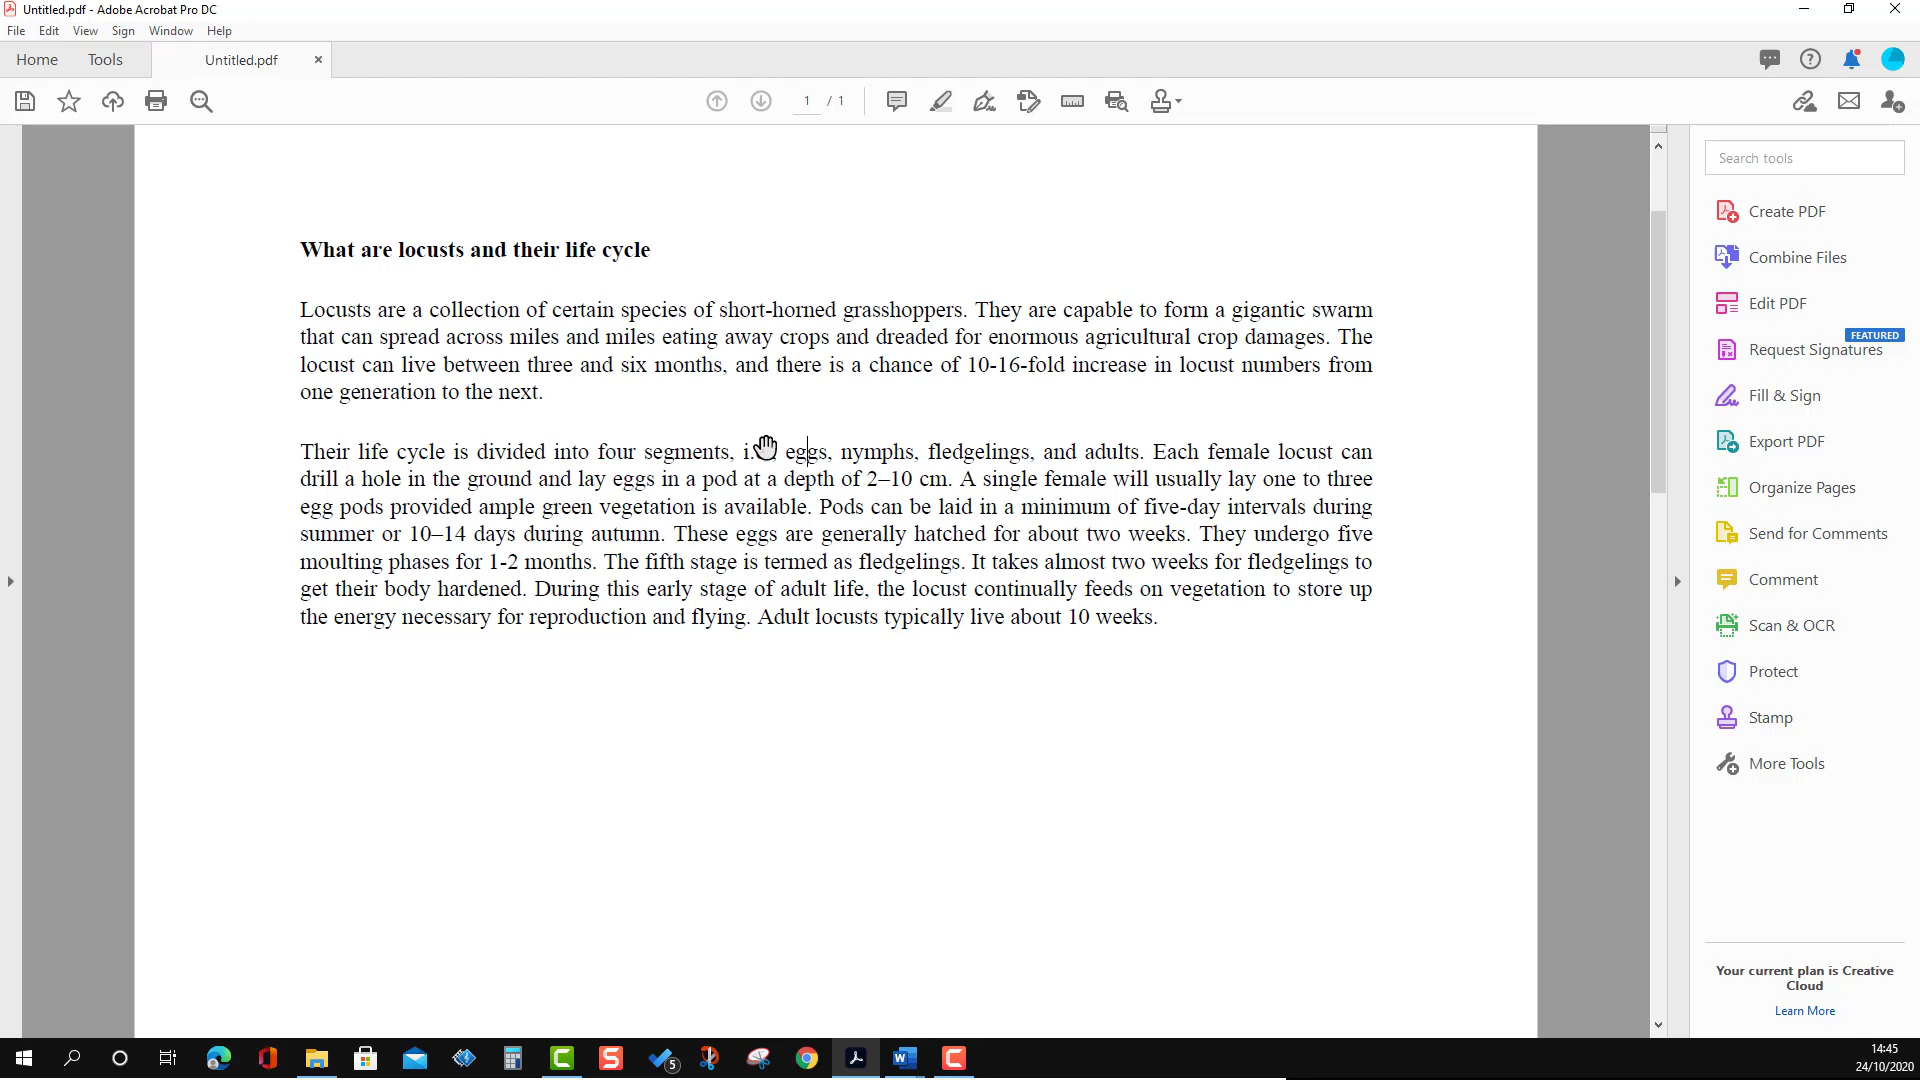 Untitled.pdf - Adobe Acrobat Pro DC
File Edit View Sign Window Help
Home Tools Untitled.pdf
1 / 1
What are locusts and their life cycle
Locusts are a collection of certain species of short-horned grasshoppers. They are capable to form a gigantic swarm
that can spread across miles and miles eating away crops and dreaded for enormous agricultural crop damages. The
locust can live between three and six months, and there is a chance of 10-16-fold increase in locust numbers from
one generation to the next.
Their life cycle is divided into four segments, eggs, nymphs, fledgelings, and adults. Each female locust can
drill a hole in the ground and lay eggs in a pod at a depth of 2–10 cm. A single female will usually lay one to three
egg pods provided ample green vegetation is available. Pods can be laid in a minimum of five-day intervals during
summer or 10–14 days during autumn. These eggs are generally hatched for about two weeks. They undergo five
moulting phases for 1-2 months. The fifth stage is termed as fledgelings. It takes almost two weeks for fledgelings to
get their body hardened. During this early stage of adult life, the locust continually feeds on vegetation to store up
the energy necessary for reproduction and flying. Adult locusts typically live about 10 weeks.
Search tools
Create PDF
Combine Files
Edit PDF
FEATURED
Request Signatures
Fill & Sign
Export PDF
Organize Pages
Send for Comments
Comment
Scan & OCR
Protect
Stamp
More Tools
Your current plan is Creative
Cloud
Learn More
5
14:45
24/10/2020